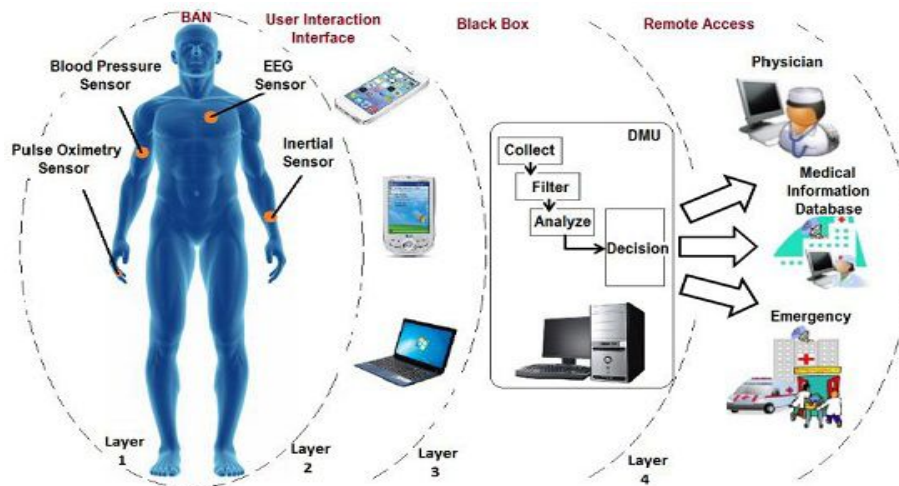 BAN
User Interaction
Interface
Black Box
Remote Access
Blood Pressure
Sensor
EEG
Sensor
Pulse Oximetry
Sensor
Inertial
Sensor
DMU
Collect
Filter
Analyze
Decision
Physician
Medical
Information
Database
Emergency
Layer
1
Layer
2
Layer
3
Layer
4